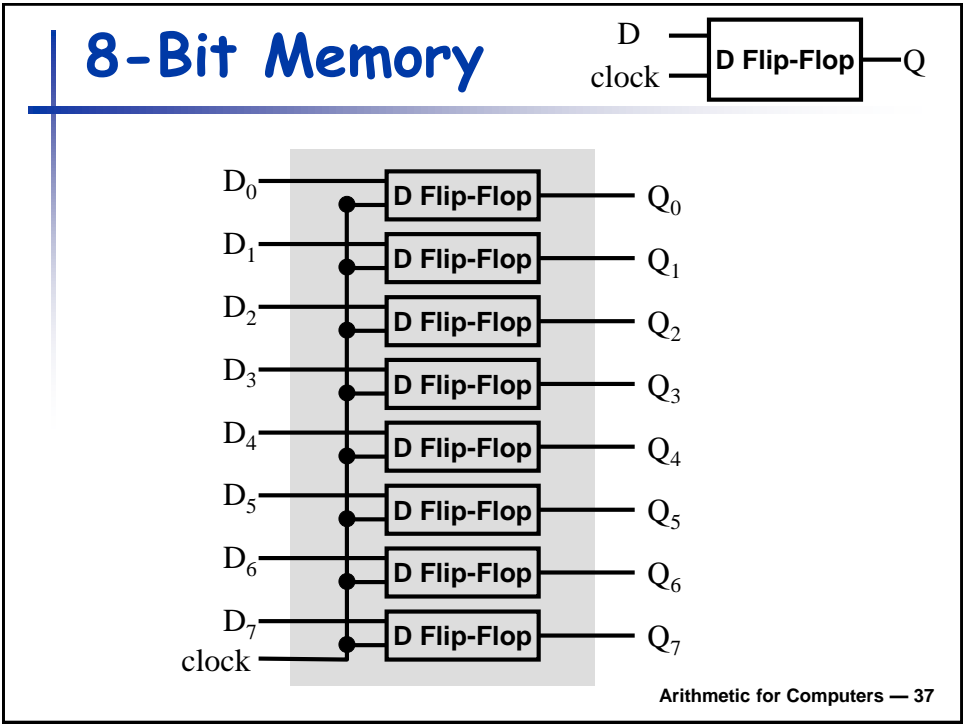 8-Bit Memory
D
clock
D Flip-Flop
Q
D₀
D Flip-Flop
Q₀
D₁
D Flip-Flop
Q₁
D₂
D Flip-Flop
Q₂
D₃
D Flip-Flop
Q₃
D₄
D Flip-Flop
Q₄
D₅
D Flip-Flop
Q₅
D₆
D Flip-Flop
Q₆
D₇
D Flip-Flop
Q₇
clock
Arithmetic for Computers — 37